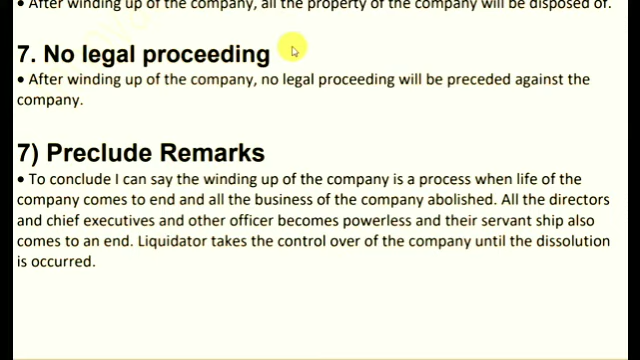 • After winding up of the company, all the property of the company will be disposed of.
7. No legal proceeding
• After winding up of the company, no legal proceeding will be preceded against the
company.
7) Preclude Remarks
• To conclude I can say the winding up of the company is a process when life of the
company comes to end and all the business of the company abolished. All the directors
and chief executives and other officer becomes powerless and their servant ship also
comes to an end. Liquidator takes the control over of the company until the dissolution
is occurred.